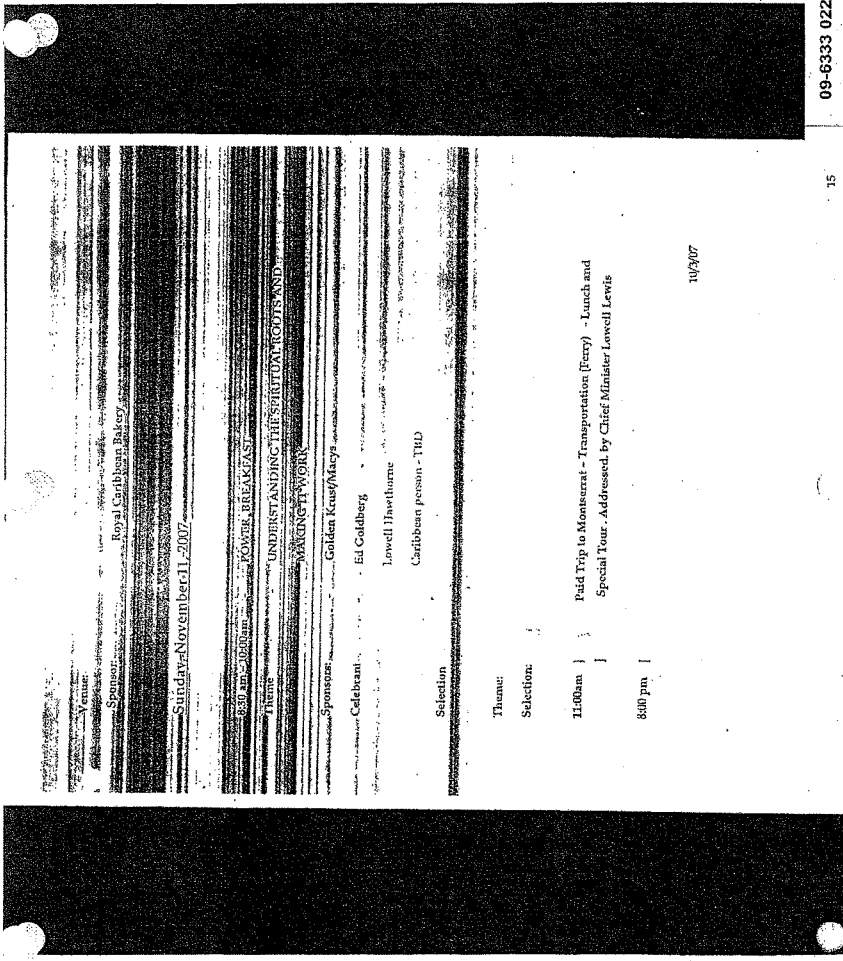 Venue:
Sponsor: Royal Caribbean Bakery
Sunday, November 11, 2007
8:30 am - 10:00am POWER BREAKFAST
Theme UNDERSTANDING THE SPIRITUAL ROOTS AND
MAKING IT WORK
Sponsors: Golden Krust/Macys
Celebrant - Ed Goldberg
Lowell Hawthorne
Caribbean person - TBD
Selection
Theme:
Selection:
11:00am ] Paid Trip to Montserrat - Transportation (Ferry) - Lunch and
] Special Tour. Addressed. by Chief Minister Lowell Lewis
8:00 pm [
10/3/07
15
09-6333 022